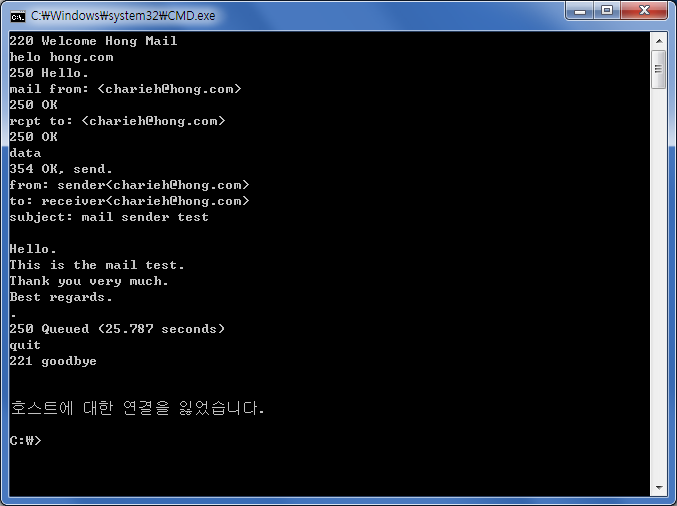 C:₩Windows₩system32₩CMD.exe
220 Welcome Hong Mail
helo hong.com
250 Hello.
mail from: <charieh@hong.com>
250 OK
rcpt to: <charieh@hong.com>
250 OK
data
354 OK, send.
from: sender<charieh@hong.com>
to: receiver<charieh@hong.com>
subject: mail sender test
Hello.
This is the mail test.
Thank you very much.
Best regards.
.
250 Queued (25.787 seconds)
quit
221 goodbye
호스트에 대한 연결을 잃었습니다.
C:₩>